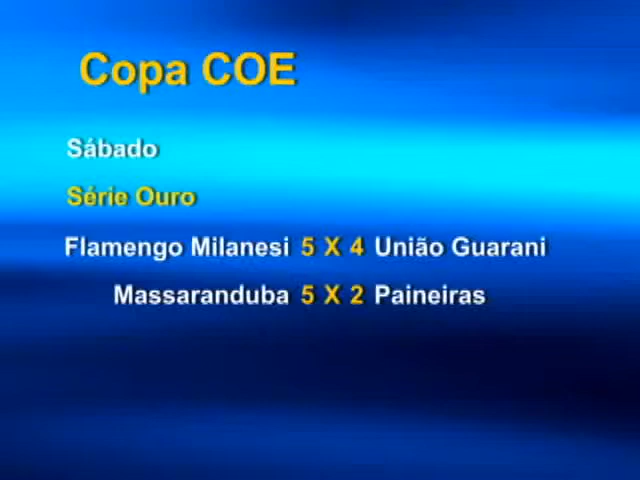 Copa COE
Sábado
Série Ouro
Flamengo Milanesi 5 X 4 União Guarani
Massaranduba 5 X 2 Paineiras